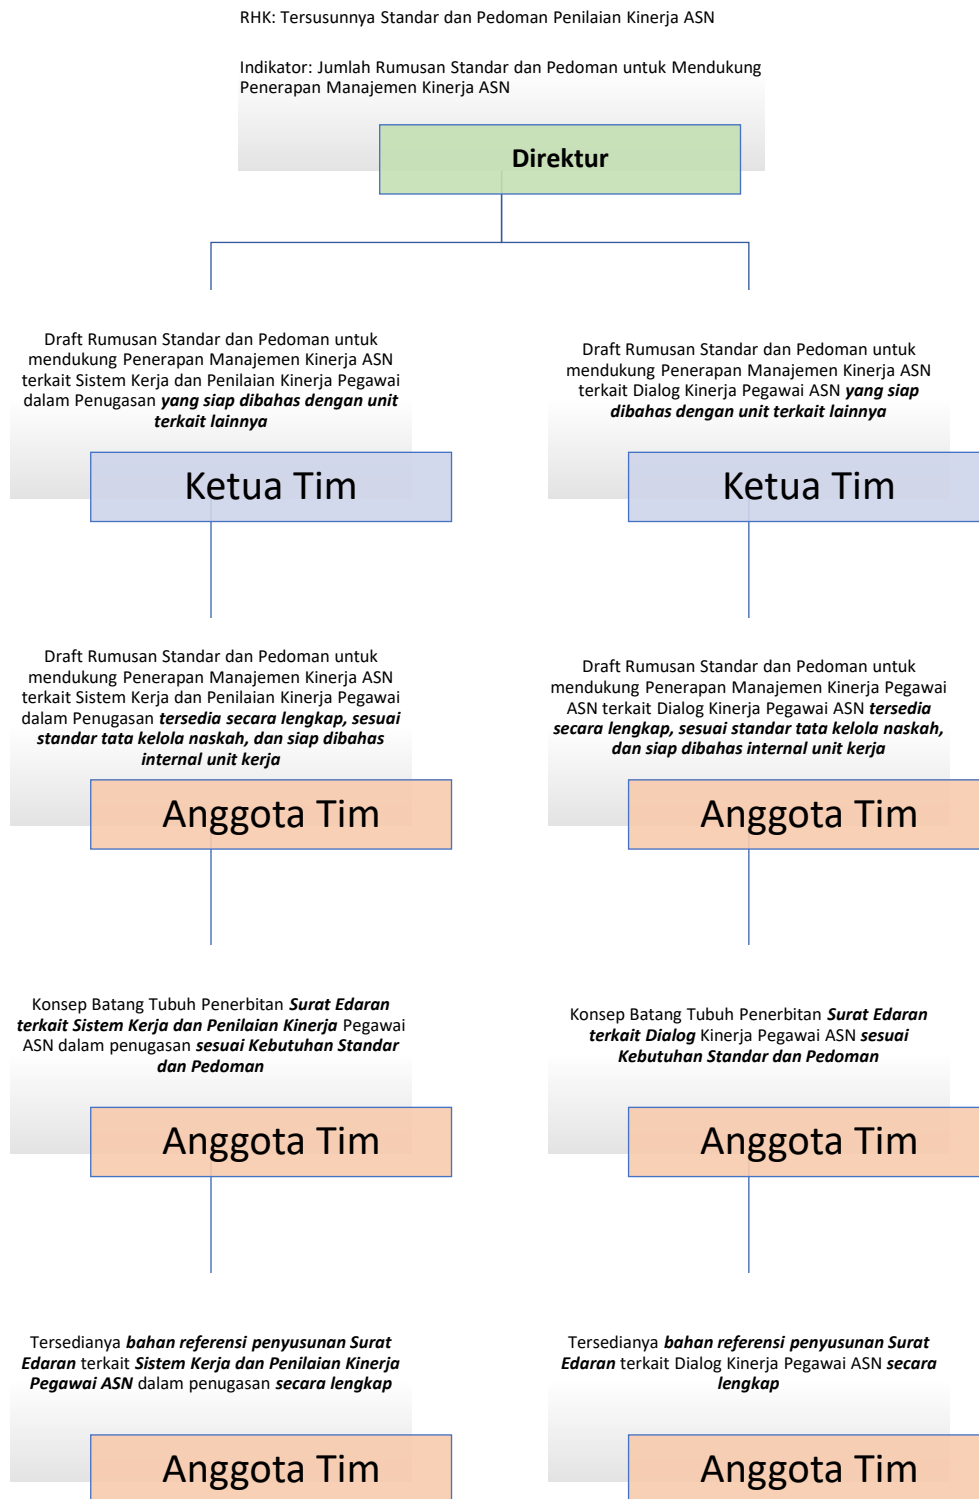 RHK: Tersusunnya Standar dan Pedoman Penilaian Kinerja ASN
Indikator: Jumlah Rumusan Standar dan Pedoman untuk Mendukung
Penerapan Manajemen Kinerja ASN
Direktur
Draft Rumusan Standar dan Pedoman untuk
mendukung Penerapan Manajemen Kinerja ASN
terkait Sistem Kerja dan Penilaian Kinerja Pegawai
dalam Penugasan yang siap dibahas dengan unit
terkait lainnya
Ketua Tim
Draft Rumusan Standar dan Pedoman untuk
mendukung Penerapan Manajemen Kinerja ASN
terkait Dialog Kinerja Pegawai ASN yang siap
dibahas dengan unit terkait lainnya
Ketua Tim
Draft Rumusan Standar dan Pedoman untuk
mendukung Penerapan Manajemen Kinerja ASN
terkait Sistem Kerja dan Penilaian Kinerja Pegawai
dalam Penugasan tersedia secara lengkap, sesuai
standar tata kelola naskah, dan siap dibahas
internal unit kerja
Anggota Tim
Draft Rumusan Standar dan Pedoman untuk
mendukung Penerapan Manajemen Kinerja Pegawai
ASN terkait Dialog Kinerja Pegawai ASN tersedia
secara lengkap, sesuai standar tata kelola naskah,
dan siap dibahas internal unit kerja
Anggota Tim
Konsep Batang Tubuh Penerbitan Surat Edaran
terkait Sistem Kerja dan Penilaian Kinerja Pegawai
ASN dalam penugasan sesuai Kebutuhan Standar
dan Pedoman
Anggota Tim
Konsep Batang Tubuh Penerbitan Surat Edaran
terkait Dialog Kinerja Pegawai ASN sesuai
Kebutuhan Standar dan Pedoman
Anggota Tim
Tersedianya bahan referensi penyusunan Surat
Edaran terkait Sistem Kerja dan Penilaian Kinerja
Pegawai ASN dalam penugasan secara lengkap
Anggota Tim
Tersedianya bahan referensi penyusunan Surat
Edaran terkait Dialog Kinerja Pegawai ASN secara
lengkap
Anggota Tim